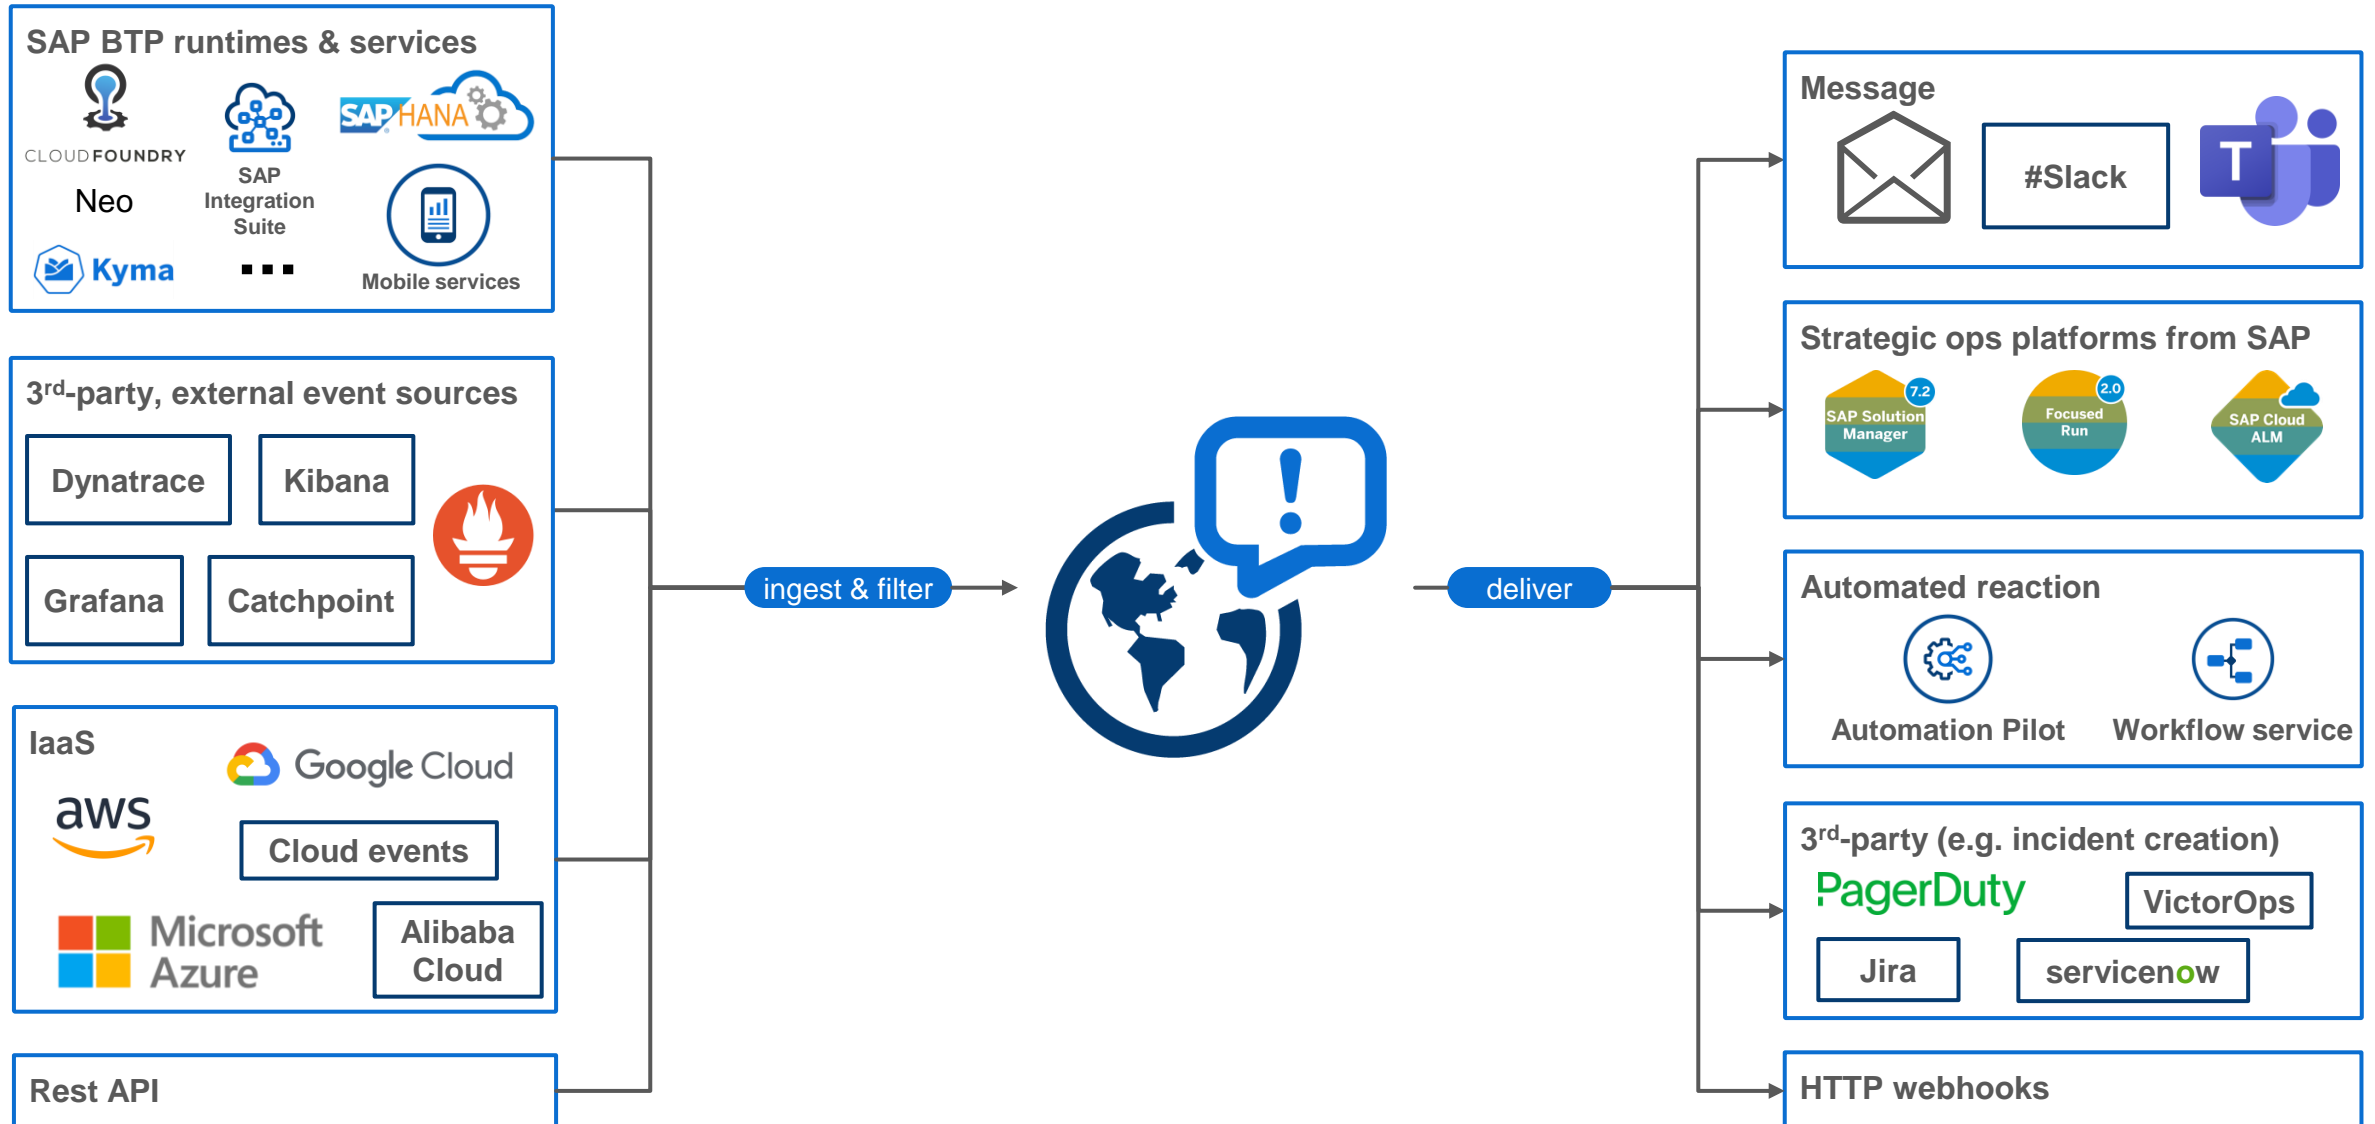 SAP BTP runtimes & services
CLOUD FOUNDRY
Neo
Kyma
SAP
Integration
Suite
...
SAP HANA
Mobile services
3rd-party, external event sources
Dynatrace
Kibana
Grafana
Catchpoint
IaaS
Google Cloud
aws
Cloud events
Microsoft
Azure
Alibaba
Cloud
Rest API
ingest & filter
!
deliver
Message
#Slack
T
Strategic ops platforms from SAP
7.2
SAP Solution
Manager
2.0
Focused
Run
SAP Cloud
ALM
Automated reaction
Automation Pilot
Workflow service
3rd-party (e.g. incident creation)
PagerDuty
VictorOps
Jira
servicenow
HTTP webhooks